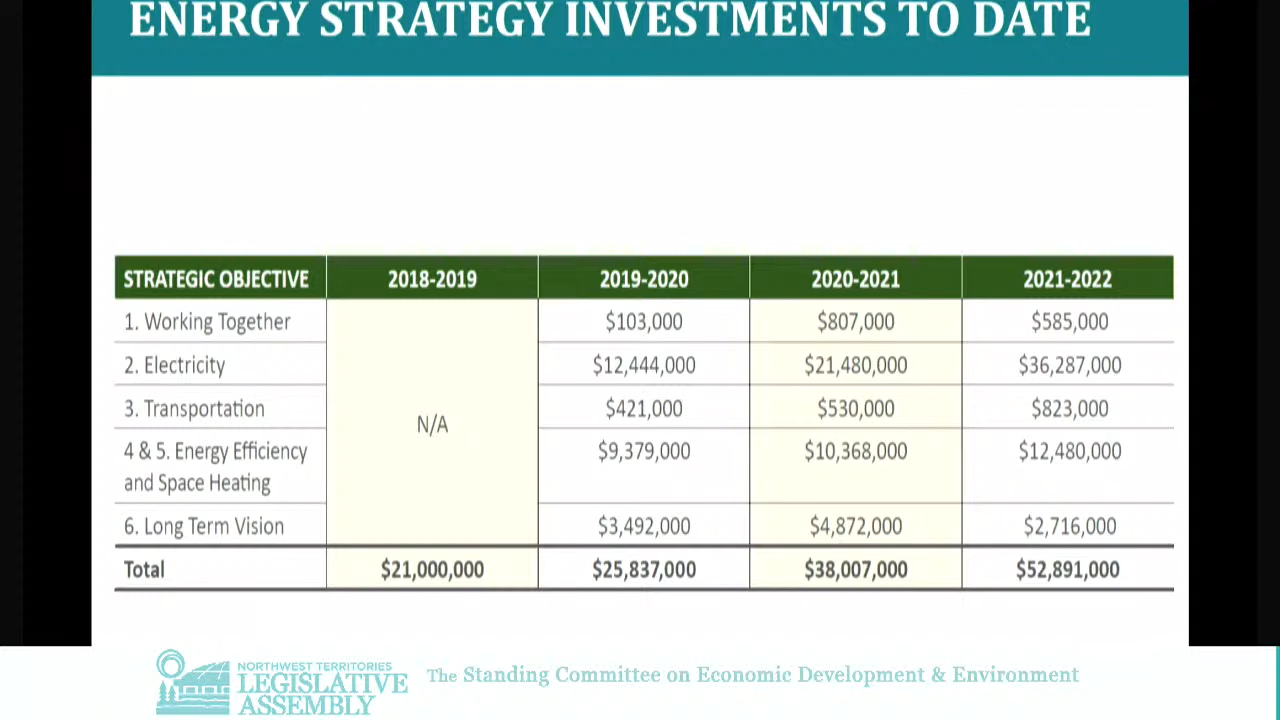 ENERGY STRATEGY INVESTMENTS TO DATE
STRATEGIC OBJECTIVE 2018-2019 2019-2020 2020-2021 2021-2022
1. Working Together $103,000 $807,000 $585,000
2. Electricity $12,444,000 $21,480,000 $36,287,000
3. Transportation $421,000 $530,000 $823,000
N/A
4 & 5. Energy Efficiency $9,379,000 $10,368,000 $12,480,000
and Space Heating
6. Long Term Vision $3,492,000 $4,872,000 $2,716,000
Total $21,000,000 $25,837,000 $38,007,000 $52,891,000
NORTHWEST TERRITORIES
LEGISLATIVE
ASSEMBLY
The Standing Committee on Economic Development & Environment